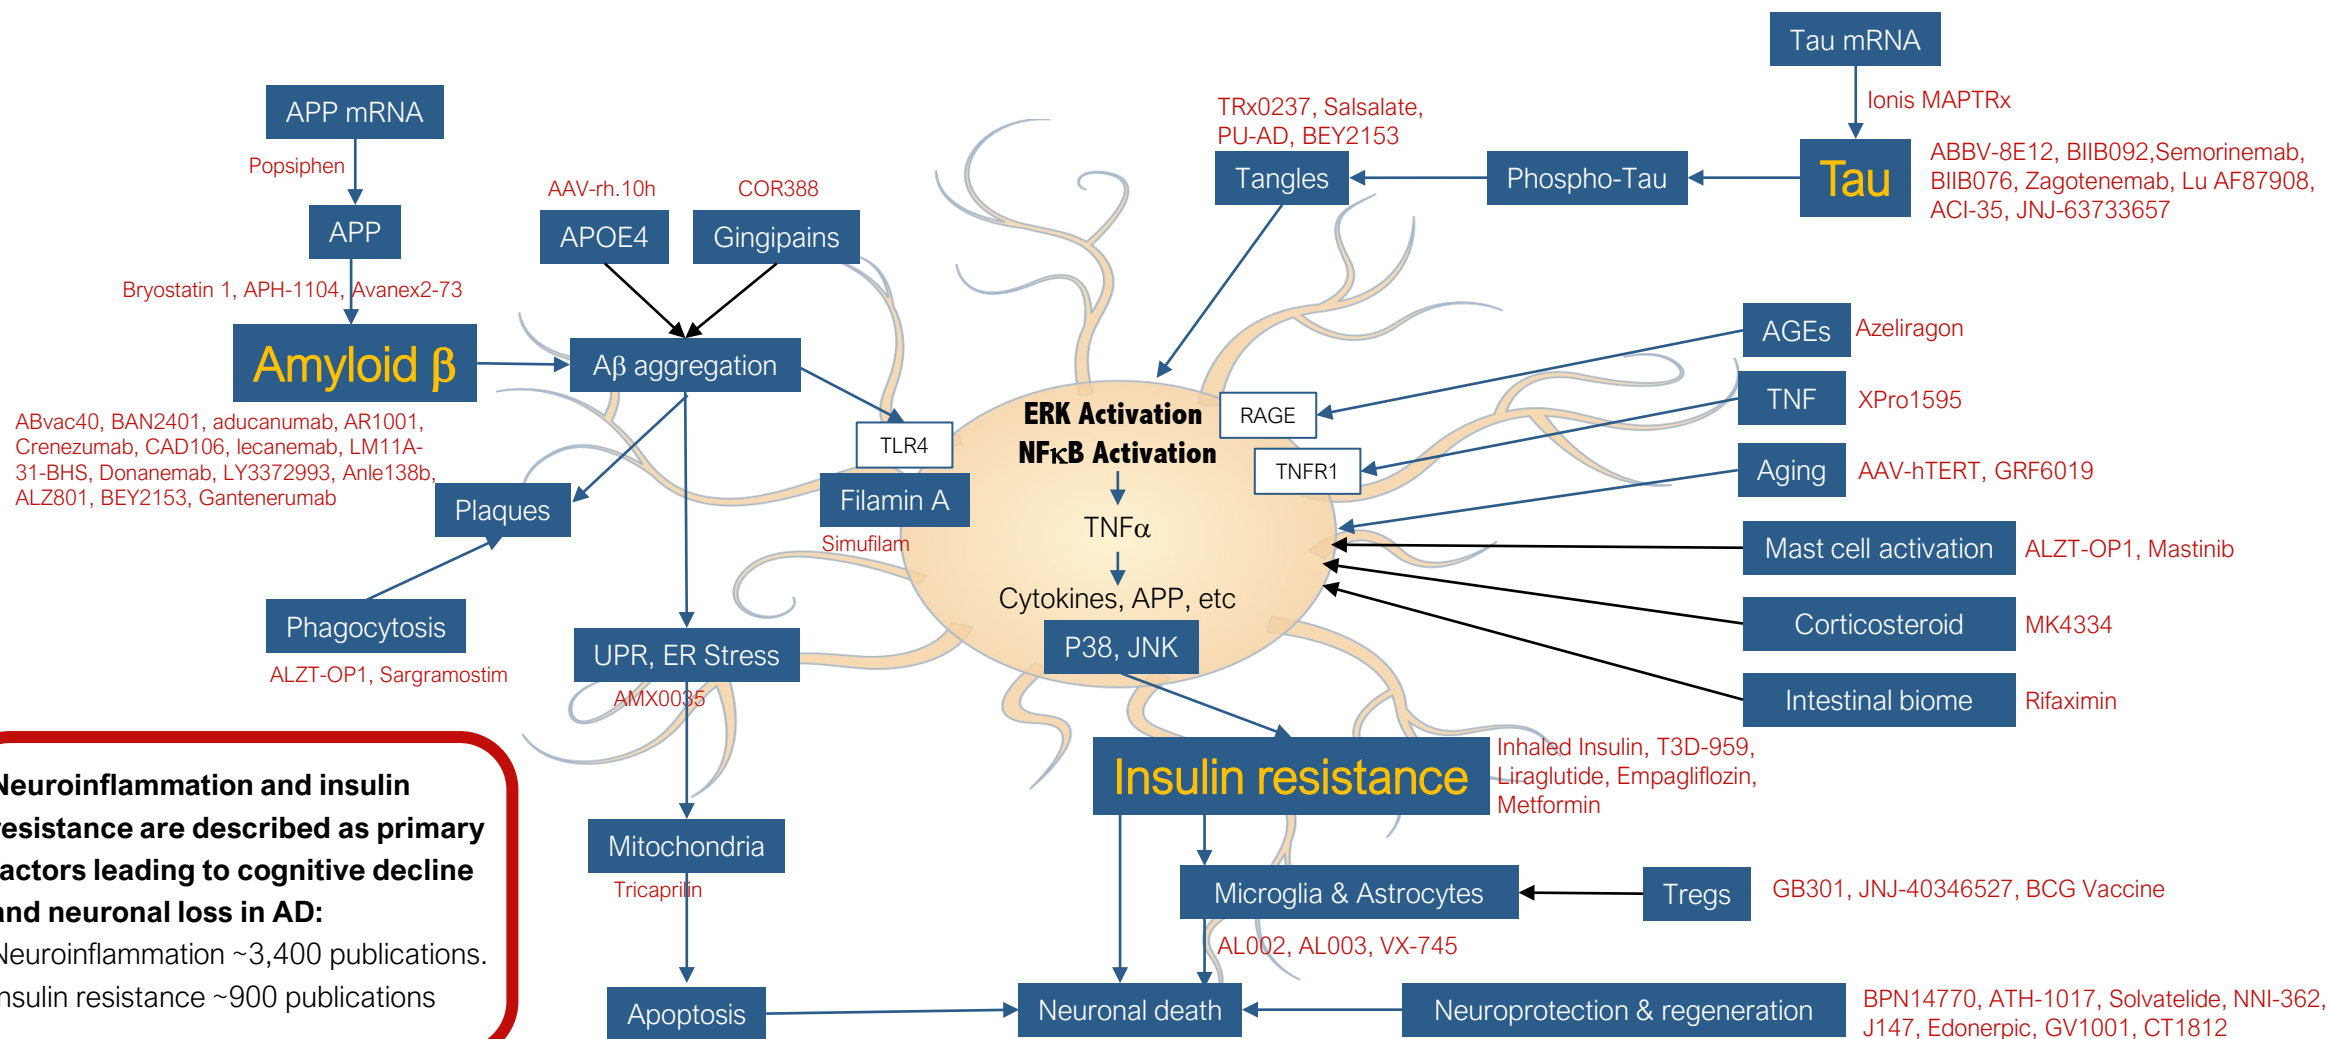 Tau mRNA
Ionis MAPTRx
TRx0237, Salsalate,
PU-AD, BEY2153
APP mRNA
Popsiphen
Tangles
Phospho-Tau
Tau
ABBV-8E12, BIIB092,Semorinemab,
BIIB076, Zagotenemab, Lu AF87908,
ACI-35, JNJ-63733657
AAV-rh.10h
COR388
APP
APOE4
Gingipains
Bryostatin 1, APH-1104, Avanex2-73
Amyloid β
Aβ aggregation
AGEs
Azeliragon
TNF
XPro1595
Aging
AAV-hTERT, GRF6019
ABvac40, BAN2401, aducanumab, AR1001,
Crenezumab, CAD106, lecanemab, LM11A-
31-BHS, Donanemab, LY3372993, Anle138b,
ALZ801, BEY2153, Gantenerumab
TLR4
Filamin A
Simufilam
ERK Activation
NFκB Activation
TNFα
Cytokines, APP, etc
P38, JNK
RAGE
TNFR1
Plaques
Phagocytosis
ALZT-OP1, Sargramostim
Mast cell activation
ALZT-OP1, Mastinib
Corticosteroid
MK4334
Intestinal biome
Rifaximin
UPR, ER Stress
AMX0035
Insulin resistance
Inhaled Insulin, T3D-959,
Liraglutide, Empagliflozin,
Metformin
Neuroinflammation and insulin
resistance are described as primary
factors leading to cognitive decline
and neuronal loss in AD:
Neuroinflammation ~3,400 publications.
Insulin resistance ~900 publications
Mitochondria
Tricaprilin
Microglia & Astrocytes
AL002, AL003, VX-745
Tregs
GB301, JNJ-40346527, BCG Vaccine
Apoptosis
Neuronal death
Neuroprotection & regeneration
BPN14770, ATH-1017, Solvatelide, NNI-362,
J147, Edonerpic, GV1001, CT1812